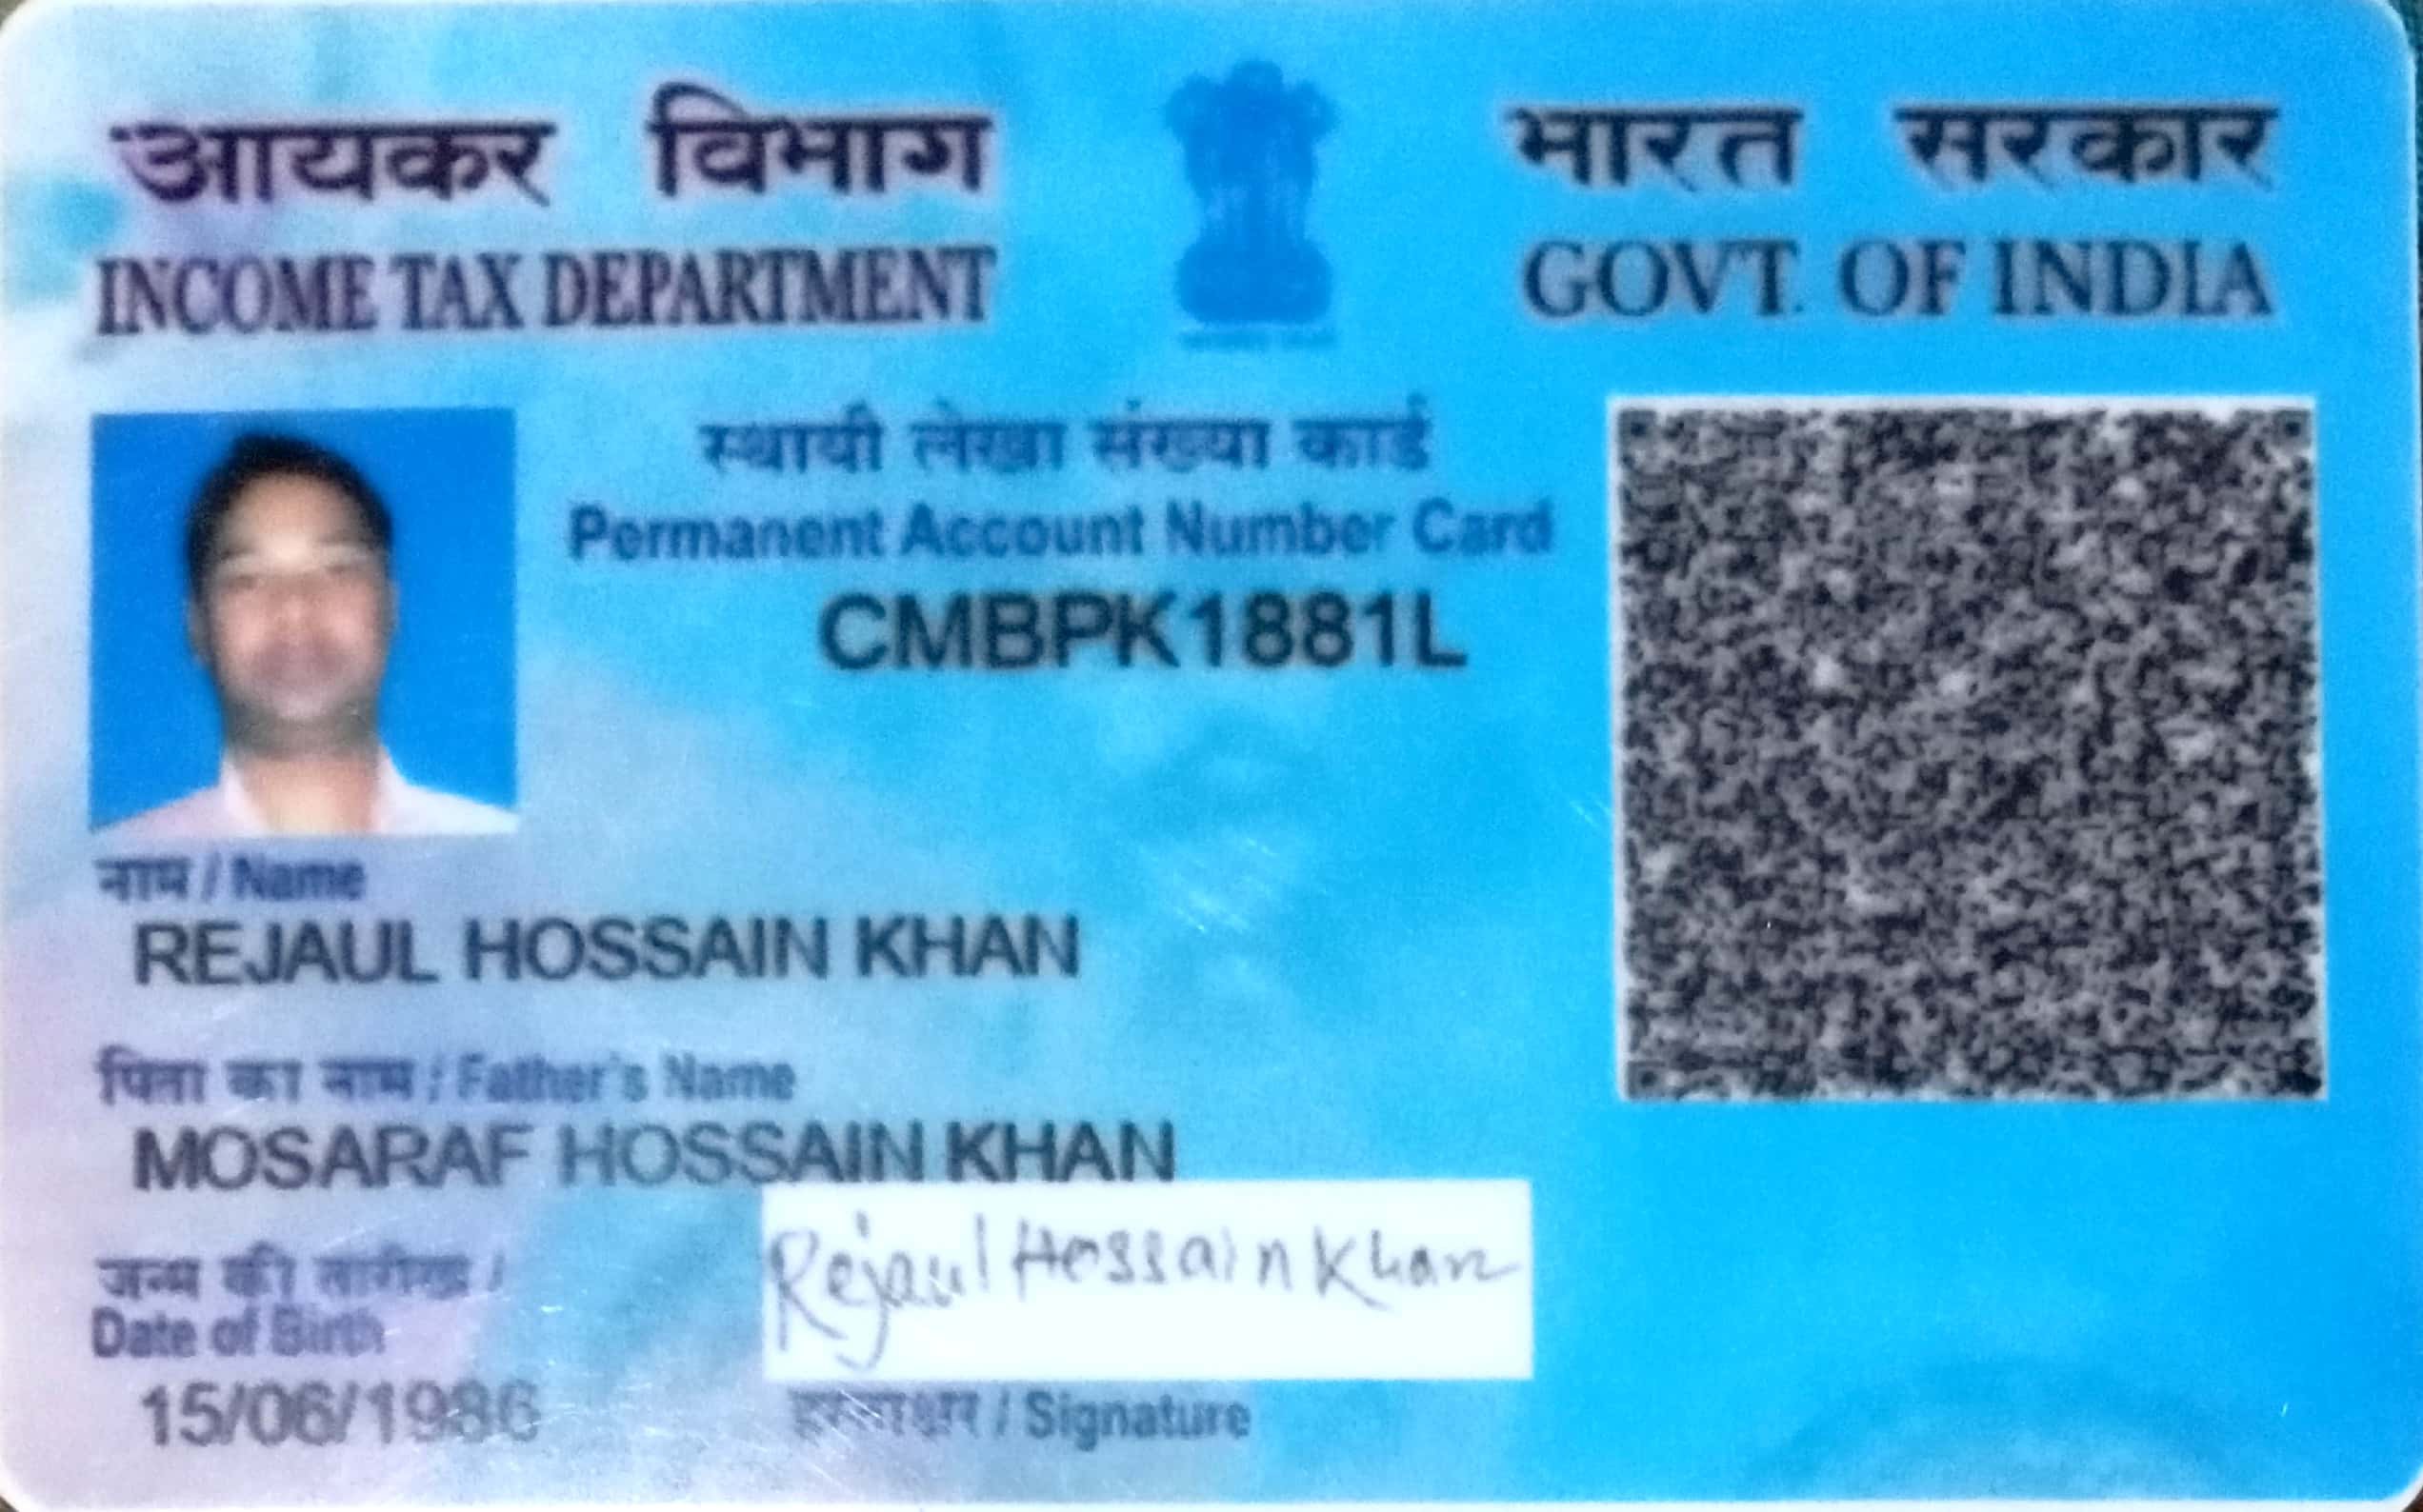 आयकर विभाग
INCOME TAX DEPARTMENT
भारत सरकार
GOVT. OF INDIA
स्थायी लेखा संख्या कार्ड
Permanent Account Number Card
CMBPK1881L
नाम / Name
REJAUL HOSSAIN KHAN
पिता का नाम / Father's Name
MOSARAF HOSSAIN KHAN
जन्म की तारीख /
Date of Birth
15/06/1986
Rejaul Hossain Khan
हस्ताक्षर / Signature